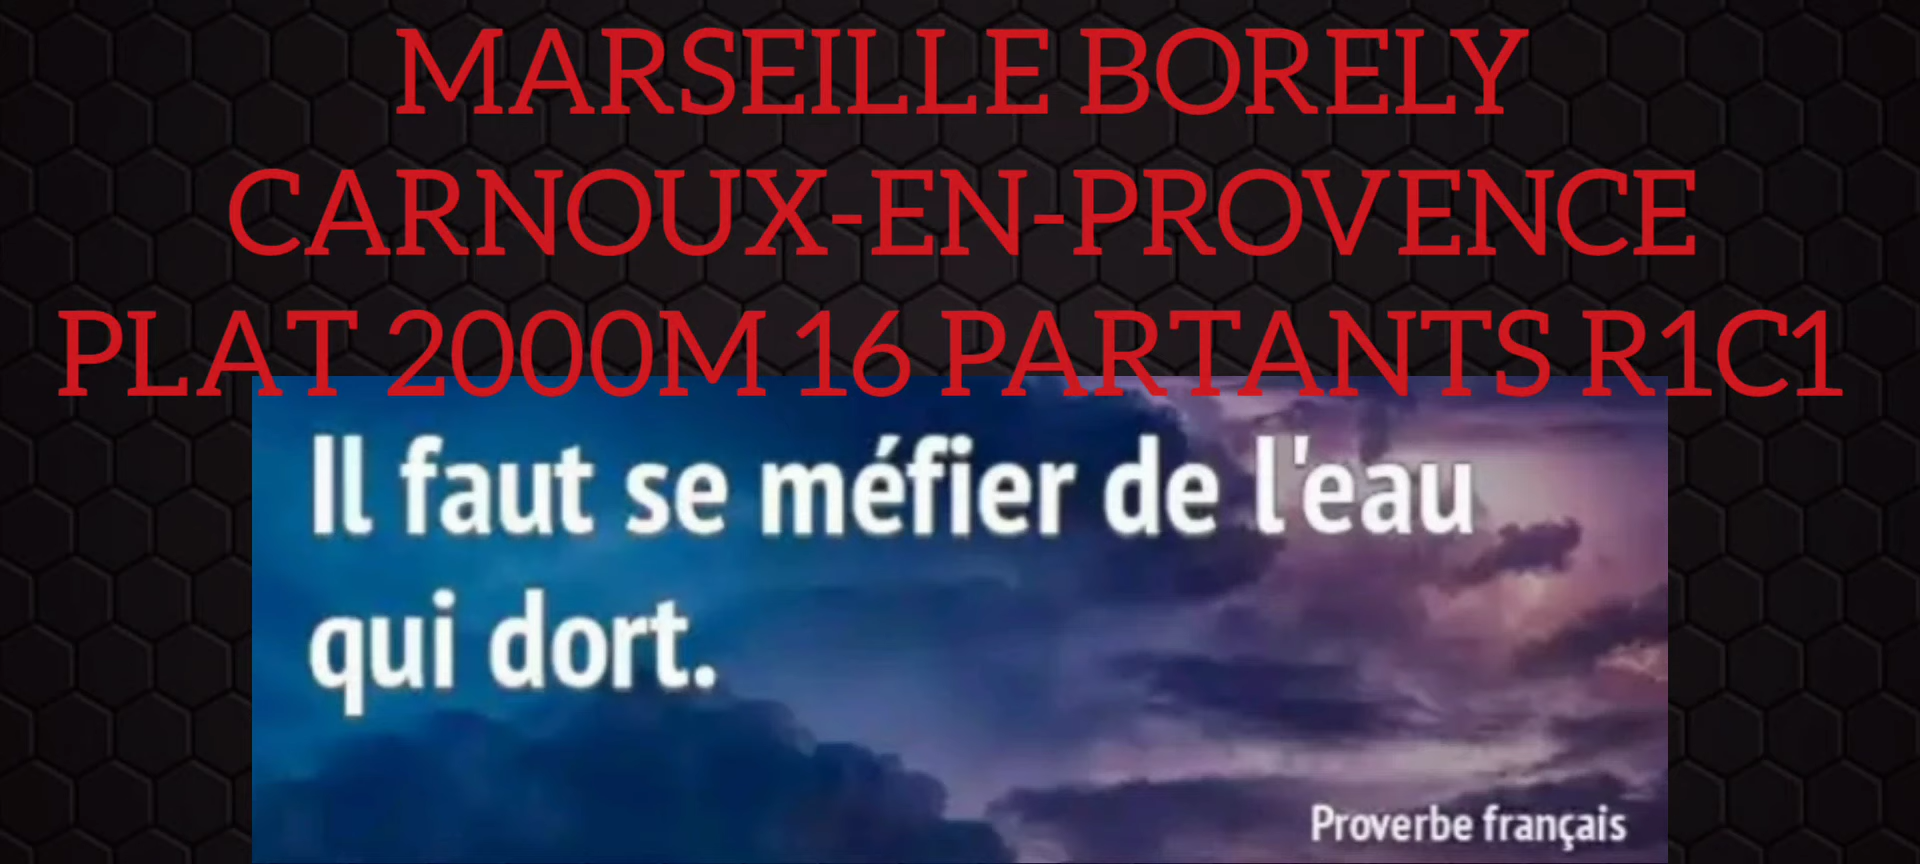 MARSEILLE BORELY
CARNOUX-EN-PROVENCE
PLAT 2000M 16 PARTANTS R1C1
Il faut se méfier de l'eau
qui dort.
Proverbe français